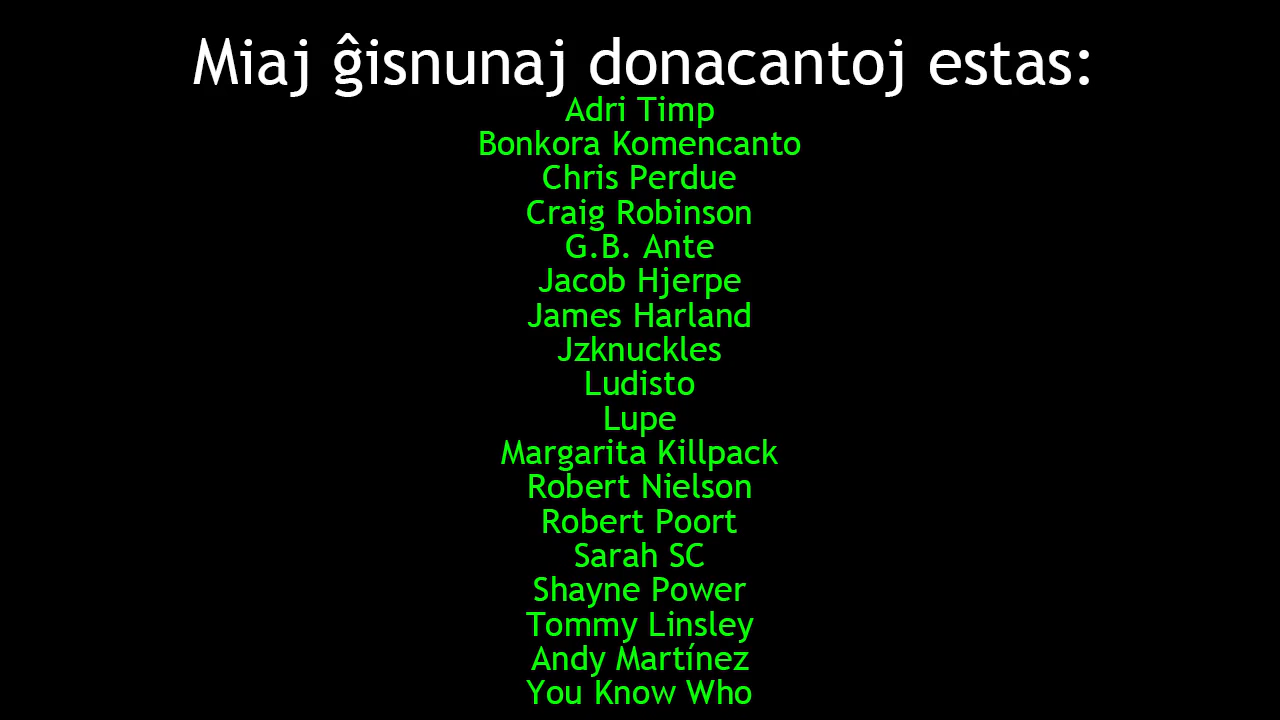 Miaj ĝisnunaj donacantoj estas:
Adri Timp
Bonkora Komencanto
Chris Perdue
Craig Robinson
G.B. Ante
Jacob Hjerpe
James Harland
Jzknuckles
Ludisto
Lupe
Margarita Killpack
Robert Nielson
Robert Poort
Sarah SC
Shayne Power
Tommy Linsley
Andy Martínez
You Know Who